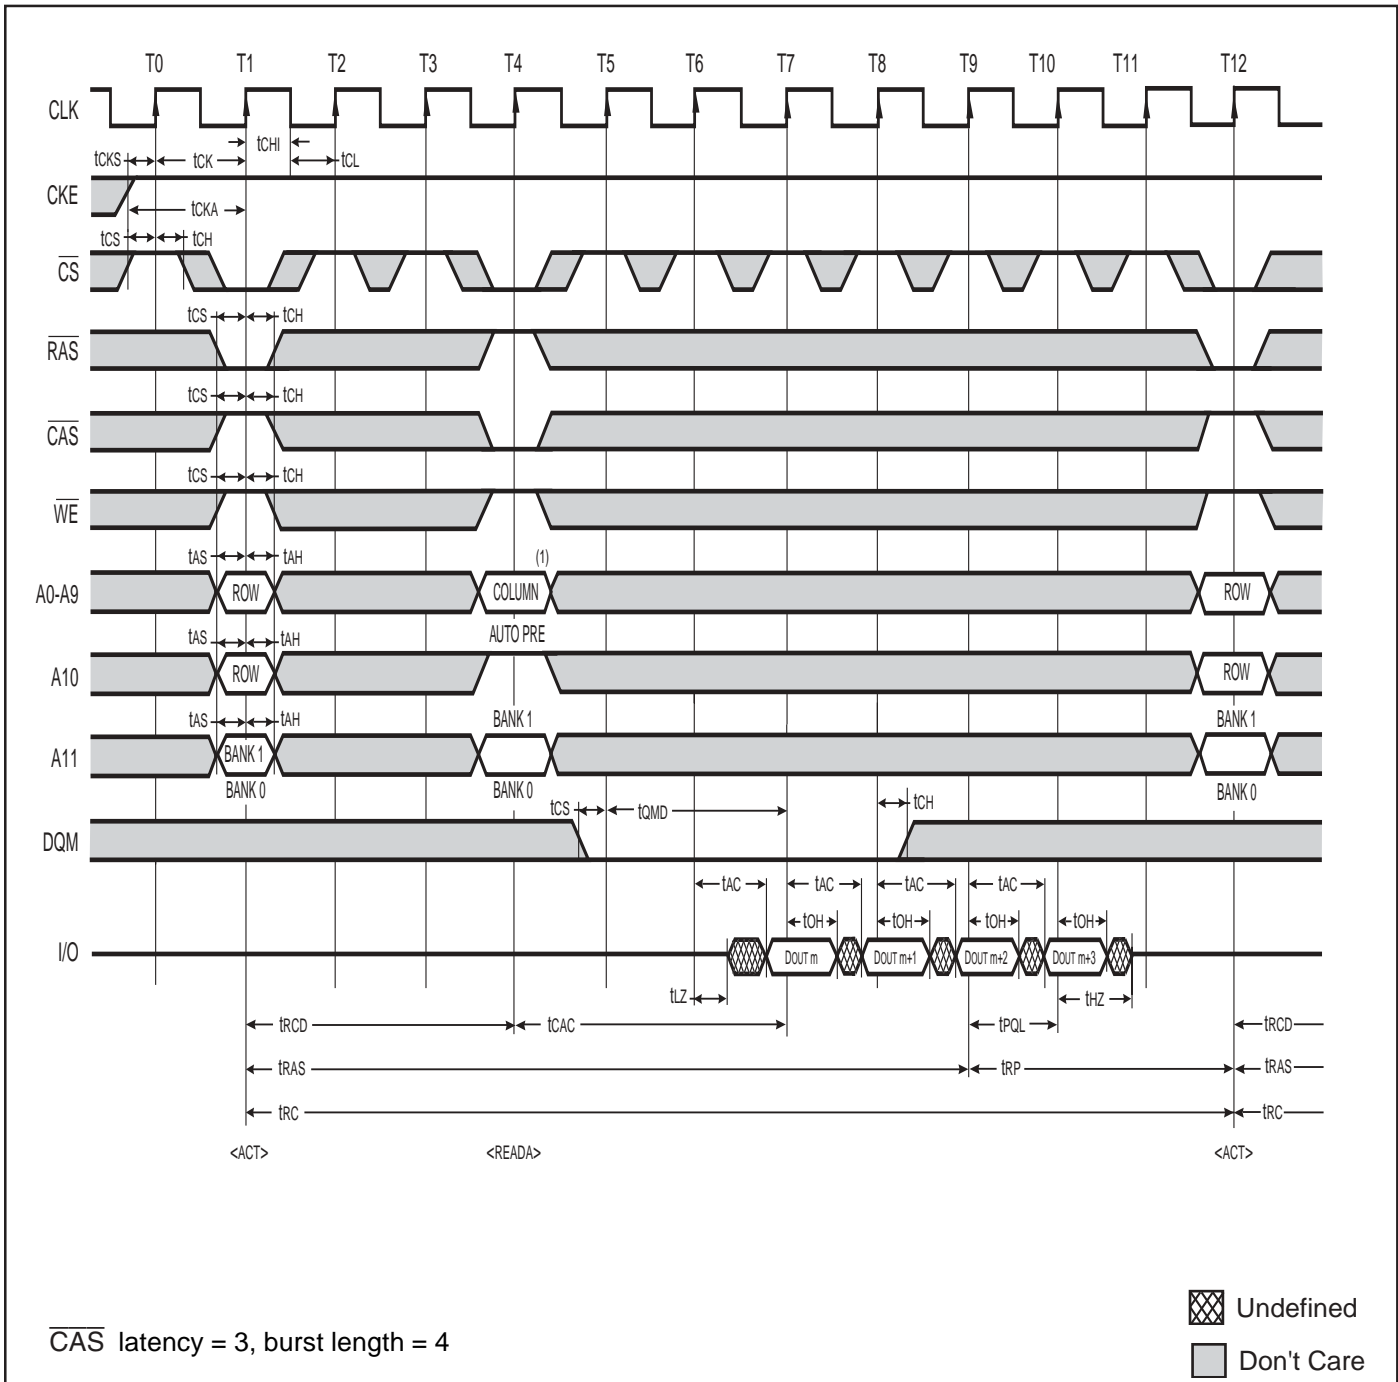 T0 T1 T2 T3 T4 T5 T6 T7 T8 T9 T10 T11 T12
CLK
tCHI
tCKS tCK tCL
CKE
tCKA
tCS tCH
CS
tCS tCH
RAS
tCS tCH
CAS
tCS tCH
WE
tAS tAH (1)
A0-A9 ROW COLUMN ROW
tAS tAH AUTO PRE
A10 ROW ROW
tAS tAH BANK 1 BANK 1
A11 BANK 1
BANK 0 BANK 0 BANK 0
tCS tQMD tCH
DQM
tAC tAC tAC tAC
tOH tOH tOH tOH
I/O DOUT m DOUT m+1 DOUT m+2 DOUT m+3
tLZ tHZ
tRCD tCAC tPQL tRCD
tRAS tRP tRAS
tRC tRC
<ACT> <READA> <ACT>
Undefined
CAS latency = 3, burst length = 4
Don't Care